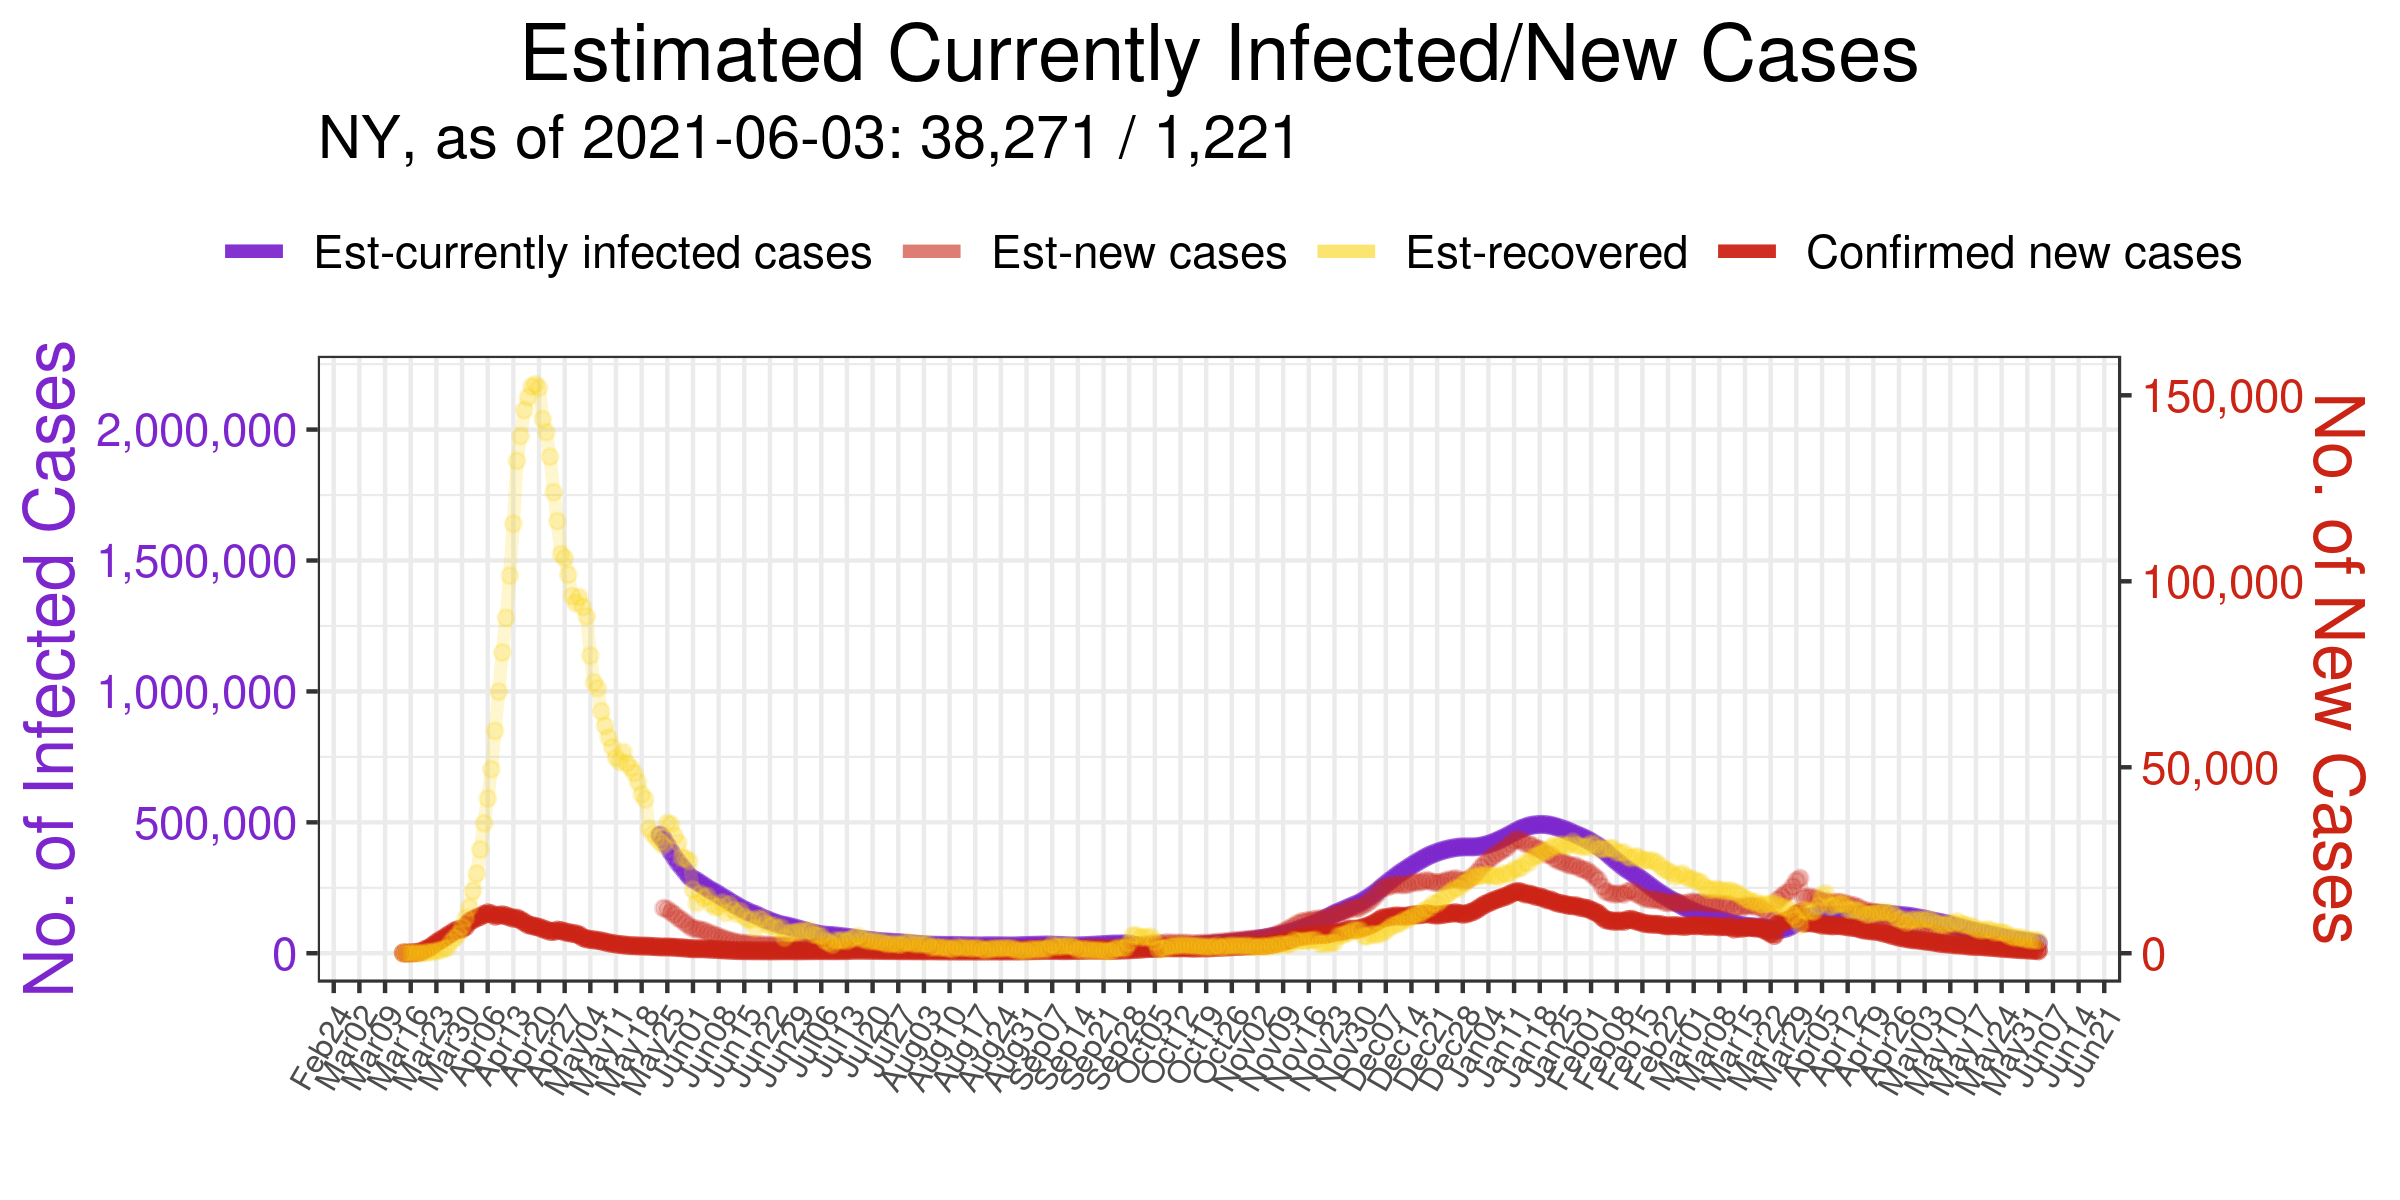 Estimated Currently Infected/New Cases
NY, as of 2021-06-03: 38,271 / 1,221
Est-currently infected cases Est-new cases Est-recovered Confirmed new cases
No. of Infected Cases
2,000,000
1,500,000
1,000,000
500,000
0
150,000
100,000
50,000
0
No. of New Cases
Feb24 Mar02 Mar09 Mar16 Mar23 Mar30 Apr06 Apr13 Apr20 Apr27 May04 May11 May18 May25 Jun01 Jun08 Jun15 Jun22 Jun29 Jul06 Jul13 Jul20 Jul27 Aug03 Aug10 Aug17 Aug24 Aug31 Sep07 Sep14 Sep21 Sep28 Oct05 Oct12 Oct19 Oct26 Nov02 Nov09 Nov16 Nov23 Nov30 Dec07 Dec14 Dec21 Dec28 Jan04 Jan11 Jan18 Jan25 Feb01 Feb08 Feb15 Feb22 Mar01 Mar08 Mar15 Mar22 Mar29 Apr05 Apr12 Apr19 Apr26 May03 May10 May17 May24 May31 Jun07 Jun14 Jun21